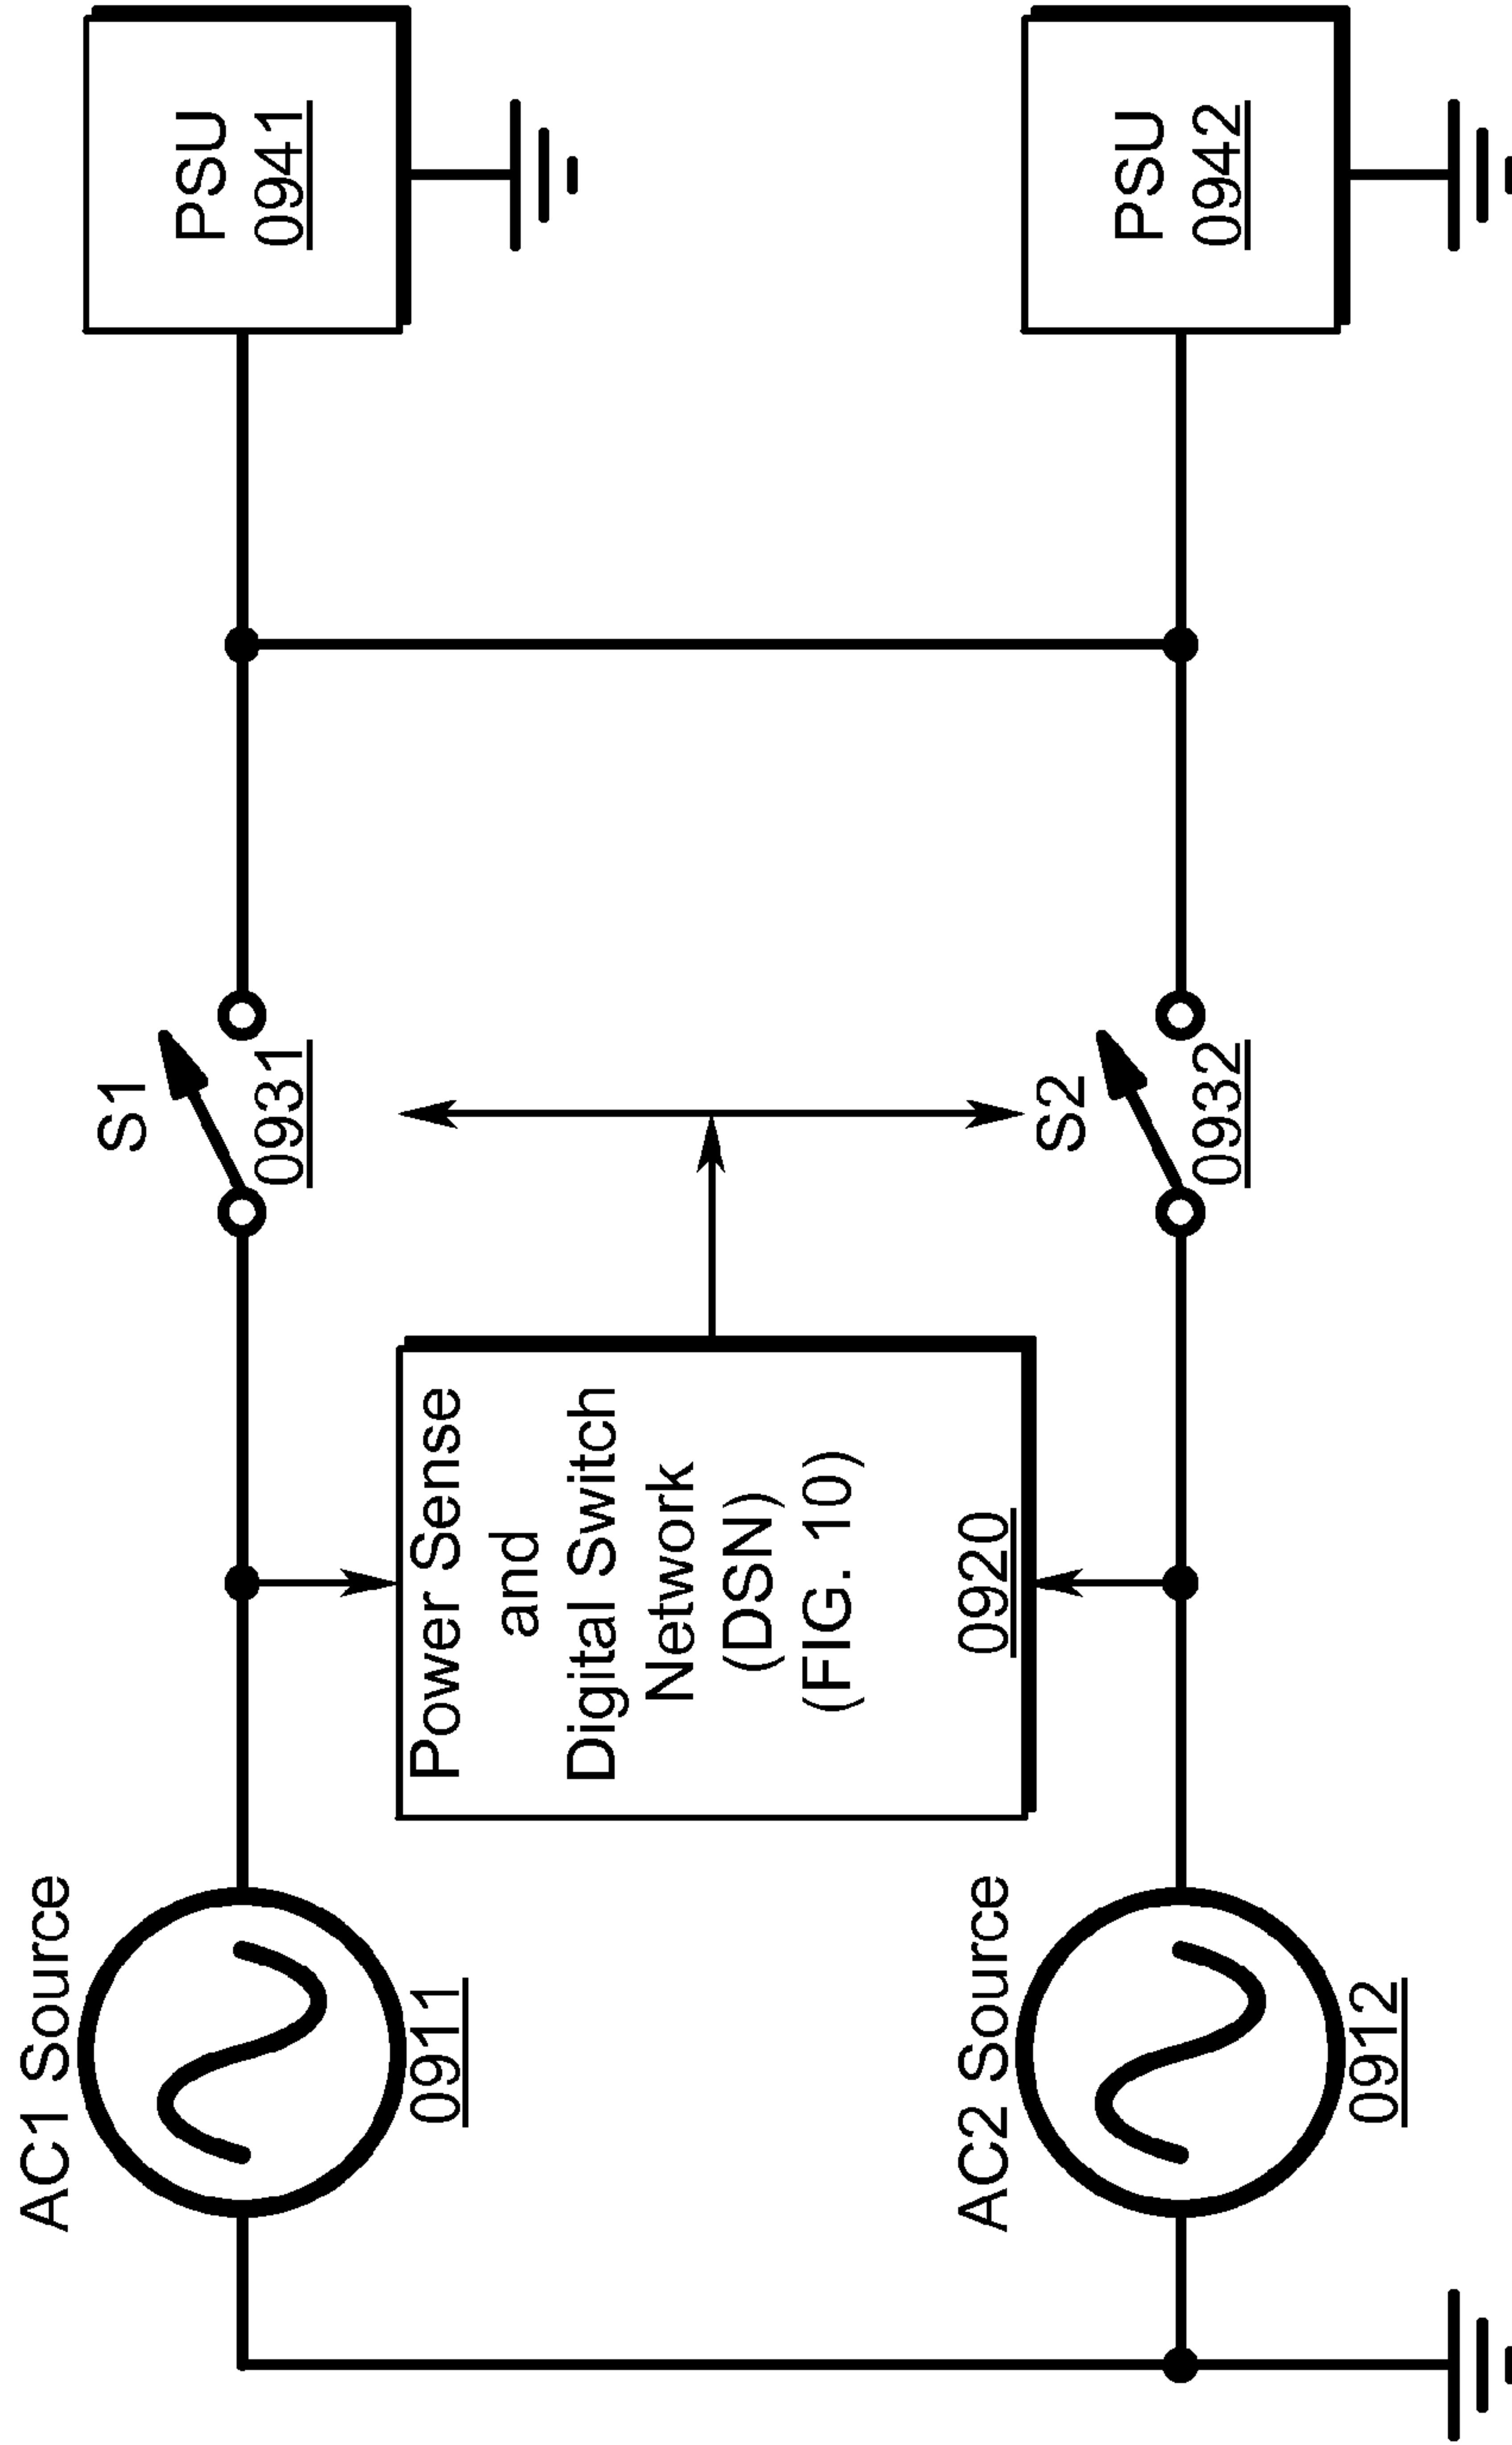 AC1 Source
0911
S1
0931
PSU
0941
Power Sense
and
Digital Switch
Network
(DSN)
(FIG. 10)
0920
AC2 Source
0912
S2
0932
PSU
0942